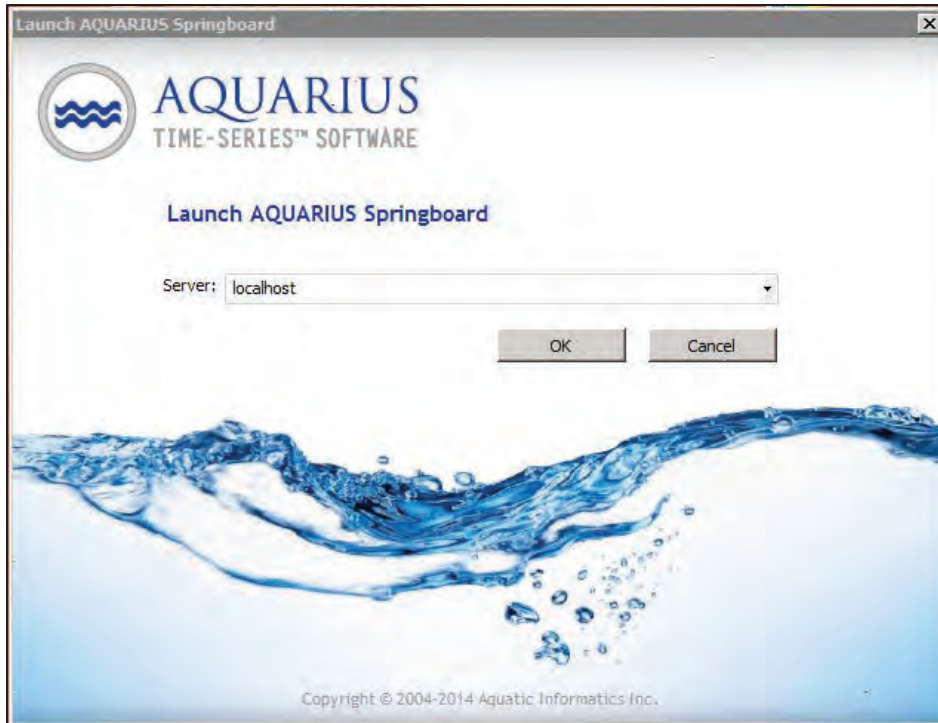 Launch AQUARIUS Springboard
AQUARIUS
TIME-SERIES™ SOFTWARE
Launch AQUARIUS Springboard
Server: localhost
OK Cancel
Copyright © 2004-2014 Aquatic Informatics Inc.